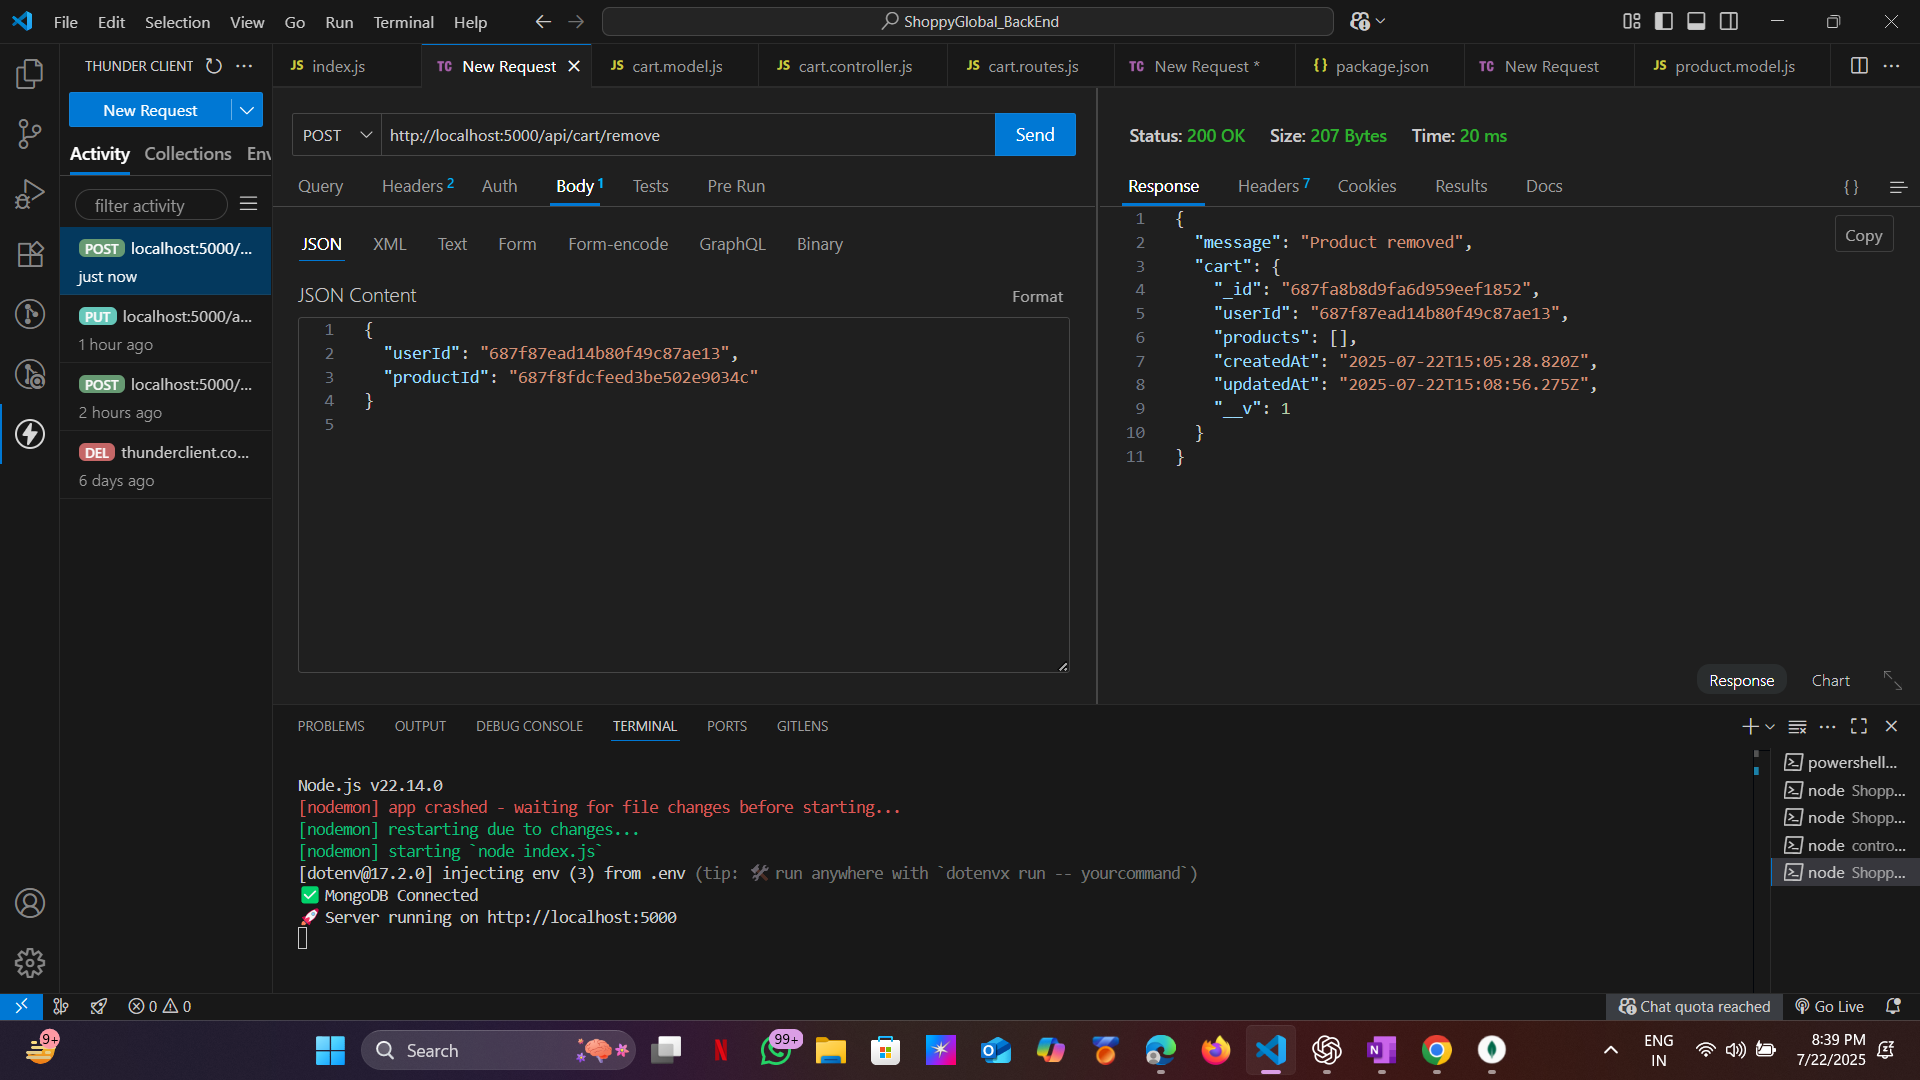 File Edit Selection View Go Run Terminal Help
ShoppyGlobal_BackEnd
THUNDER CLIENT
JS index.js
TC New Request
JS cart.model.js
JS cart.controller.js
JS cart.routes.js
TC New Request *
{} package.json
TC New Request
JS product.model.js
New Request
Activity Collections Env
filter activity
POST localhost:5000/...
just now
PUT localhost:5000/a...
1 hour ago
POST localhost:5000/...
2 hours ago
DEL thunderclient.co...
6 days ago
POST http://localhost:5000/api/cart/remove Send
Query Headers 2 Auth Body 1 Tests Pre Run
JSON XML Text Form Form-encode GraphQL Binary
JSON Content Format
1 {
2 "userId": "687f87ead14b80f49c87ae13",
3 "productId": "687f8fdcfeed3be502e9034c"
4 }
5
Status: 200 OK Size: 207 Bytes Time: 20 ms
Response Headers 7 Cookies Results Docs {}
Copy
1 {
2 "message": "Product removed",
3 "cart": {
4 "_id": "687fa8b8d9fa6d959eef1852",
5 "userId": "687f87ead14b80f49c87ae13",
6 "products": [],
7 "createdAt": "2025-07-22T15:05:28.820Z",
8 "updatedAt": "2025-07-22T15:08:56.275Z",
9 "__v": 1
10 }
11 }
Response Chart
PROBLEMS OUTPUT DEBUG CONSOLE TERMINAL PORTS GITLENS
Node.js v22.14.0
[nodemon] app crashed - waiting for file changes before starting...
[nodemon] restarting due to changes...
[nodemon] starting `node index.js`
[dotenv@17.2.0] injecting env (3) from .env (tip: 🛠️ run anywhere with `dotenvx run -- yourcommand`)
✅ MongoDB Connected
🚀 Server running on http://localhost:5000
powershell...
node Shopp...
node Shopp...
node contro...
node Shopp...
0 0
Chat quota reached Go Live
9+
Search
99+
ENG
IN
8:39 PM
7/22/2025